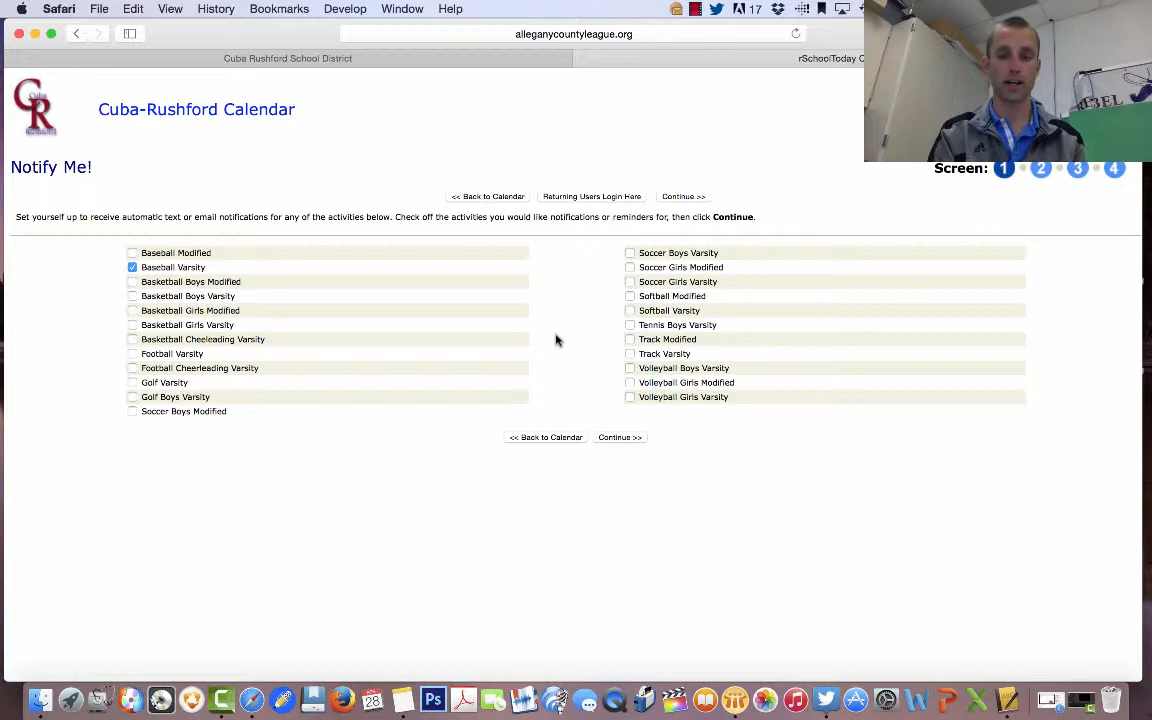 Safari File Edit View History Bookmarks Develop Window Help 17
alleganycountyleague.org
Cuba Rushford School District rSchoolToday C
Cuba-Rushford Calendar
Notify Me!
Screen: 1 2 3 4
<< Back to Calendar Returning Users Login Here Continue >>
Set yourself up to receive automatic text or email notifications for any of the activities below. Check off the activities you would like notifications or reminders for, then click Continue.
Baseball Modified
Baseball Varsity
Basketball Boys Modified
Basketball Boys Varsity
Basketball Girls Modified
Basketball Girls Varsity
Basketball Cheeleading Varsity
Football Varsity
Football Cheerleading Varsity
Golf Varsity
Golf Boys Varsity
Soccer Boys Modified
Soccer Boys Varsity
Soccer Girls Modified
Soccer Girls Varsity
Softball Modified
Softball Varsity
Tennis Boys Varsity
Track Modified
Track Varsity
Volleyball Boys Varsity
Volleyball Girls Modified
Volleyball Girls Varsity
<< Back to Calendar Continue >>